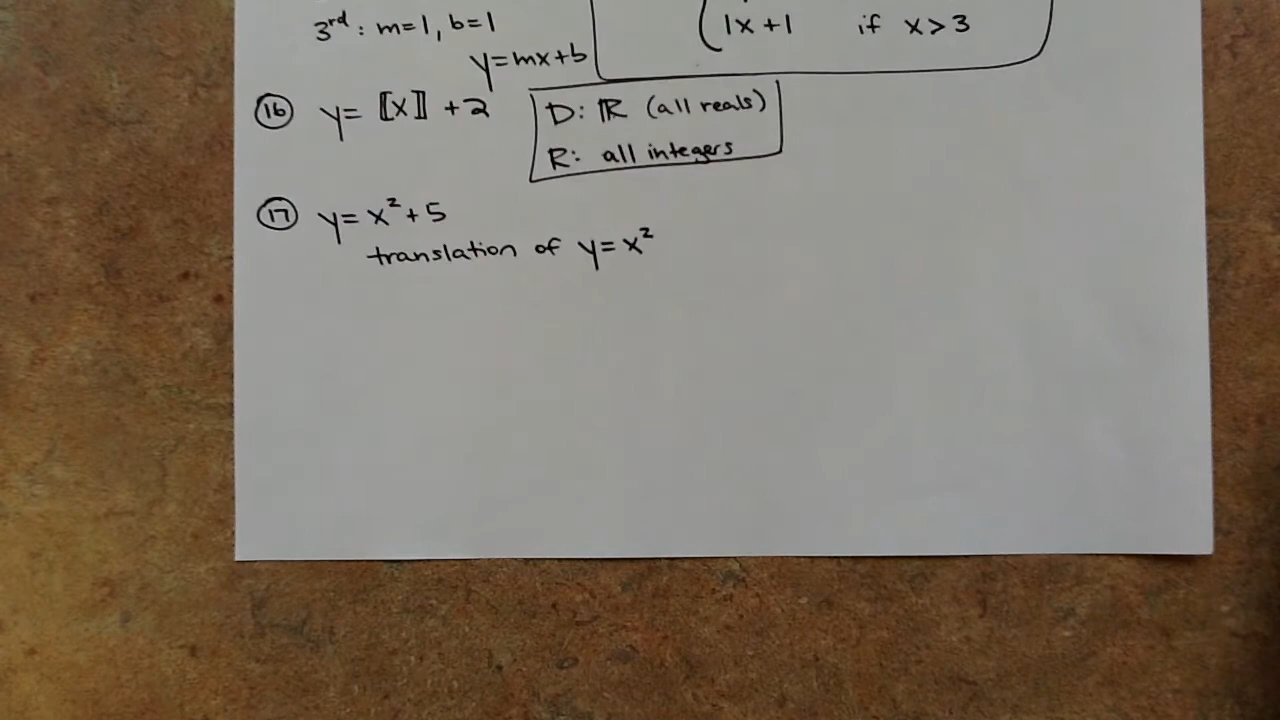 3rd: m=1, b=1
1x+1 if x>3
y=mx+b
16 y= ⟦x⟧ +2
D: ℝ (all reals)
R: all integers
17 y=x²+5
translation of y=x²